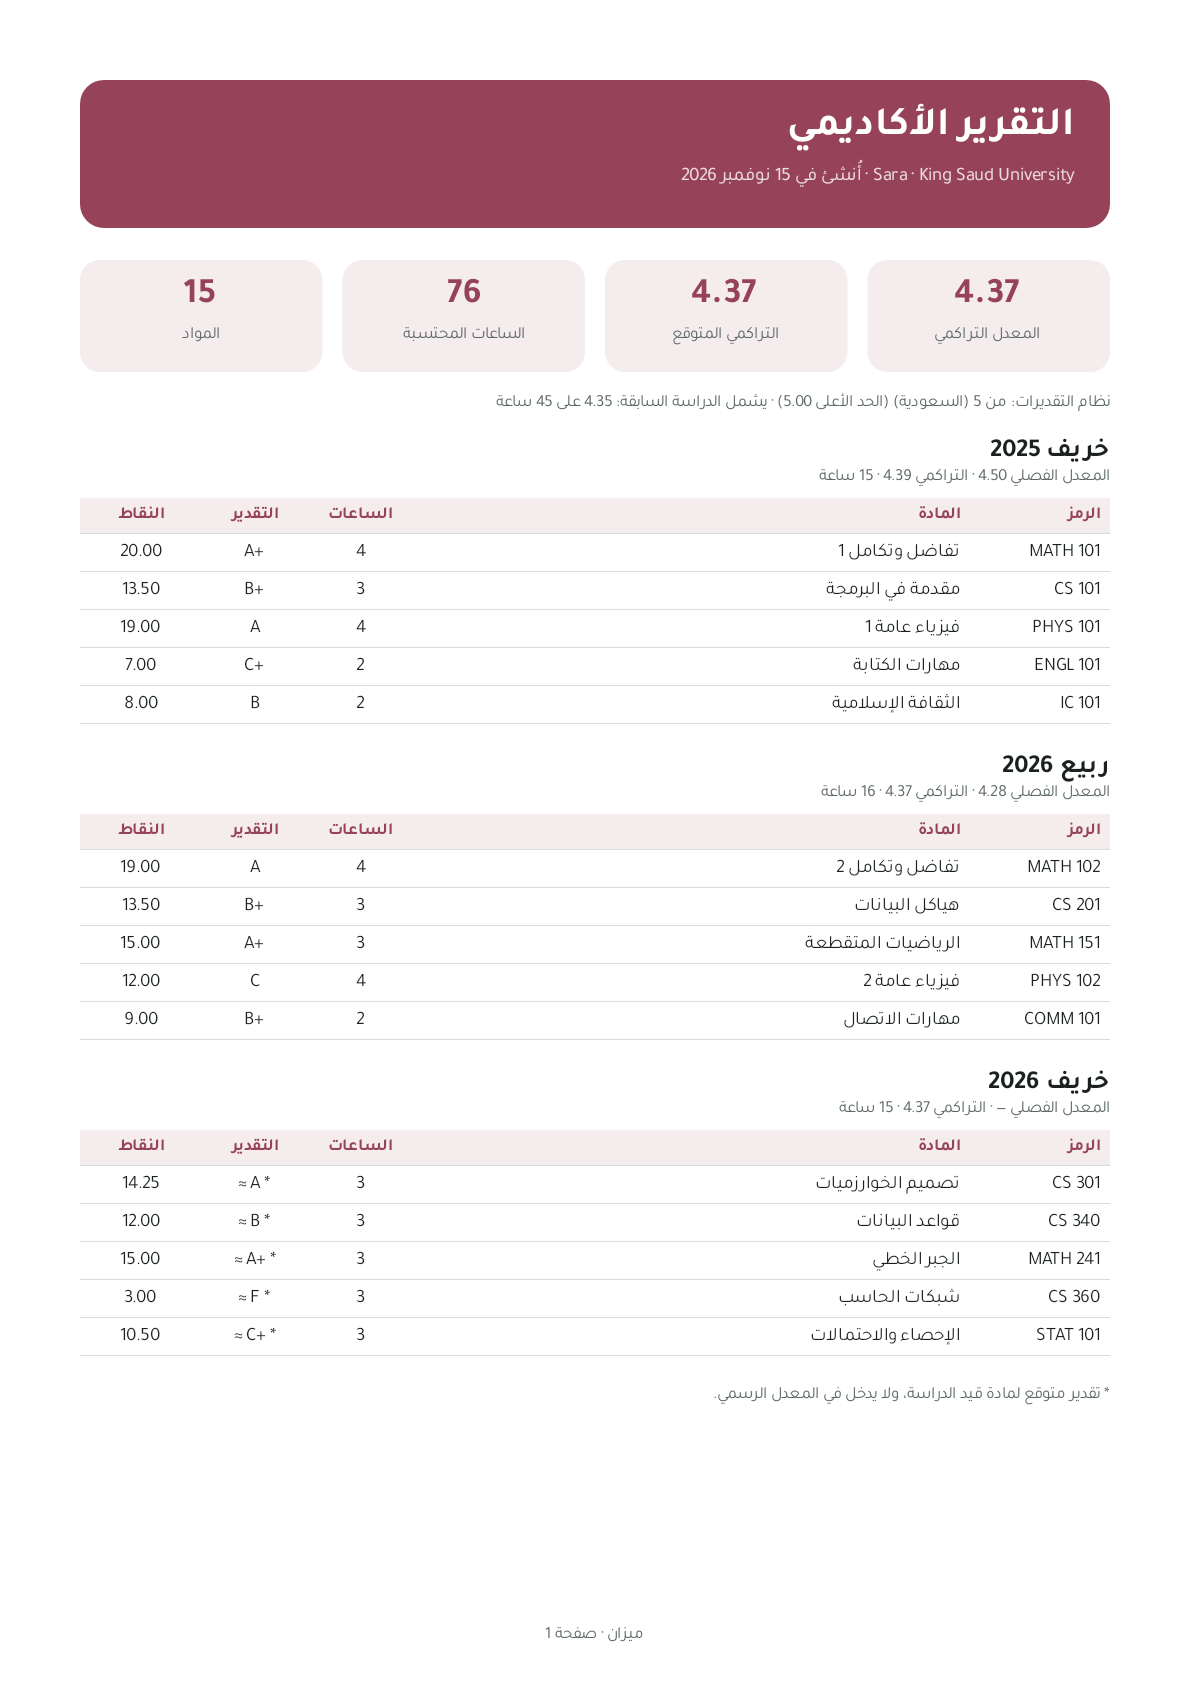 التقرير الأكاديمي
Sara · King Saud University · أُنشئ في 15 نوفمبر 2026
4.37 4.37 76 15
المعدل التراكمي التراكمي المتوقع الساعات المحتسبة المواد
نظام التقديرات: من 5 (السعودية) (الحد الأعلى 5.00) · يشمل الدراسة السابقة: 4.35 على 45 ساعة
خريف 2025
المعدل الفصلي 4.50 · التراكمي 4.39 · 15 ساعة
الرمز المادة الساعات التقدير النقاط
MATH 101 تفاضل وتكامل 1 4 A+ 20.00
CS 101 مقدمة في البرمجة 3 B+ 13.50
PHYS 101 فيزياء عامة 1 4 A 19.00
ENGL 101 مهارات الكتابة 2 C+ 7.00
IC 101 الثقافة الإسلامية 2 B 8.00
ربيع 2026
المعدل الفصلي 4.28 · التراكمي 4.37 · 16 ساعة
الرمز المادة الساعات التقدير النقاط
MATH 102 تفاضل وتكامل 2 4 A 19.00
CS 201 هياكل البيانات 3 B+ 13.50
MATH 151 الرياضيات المتقطعة 3 A+ 15.00
PHYS 102 فيزياء عامة 2 4 C 12.00
COMM 101 مهارات الاتصال 2 B+ 9.00
خريف 2026
المعدل الفصلي – · التراكمي 4.37 · 15 ساعة
الرمز المادة الساعات التقدير النقاط
CS 301 تصميم الخوارزميات 3 ≈ A * 14.25
CS 340 قواعد البيانات 3 ≈ B * 12.00
MATH 241 الجبر الخطي 3 ≈ A+ * 15.00
CS 360 شبكات الحاسب 3 ≈ F * 3.00
STAT 101 الإحصاء والاحتمالات 3 ≈ C+ * 10.50
* تقدير متوقع لمادة قيد الدراسة، ولا يدخل في المعدل الرسمي.
ميزان · صفحة 1